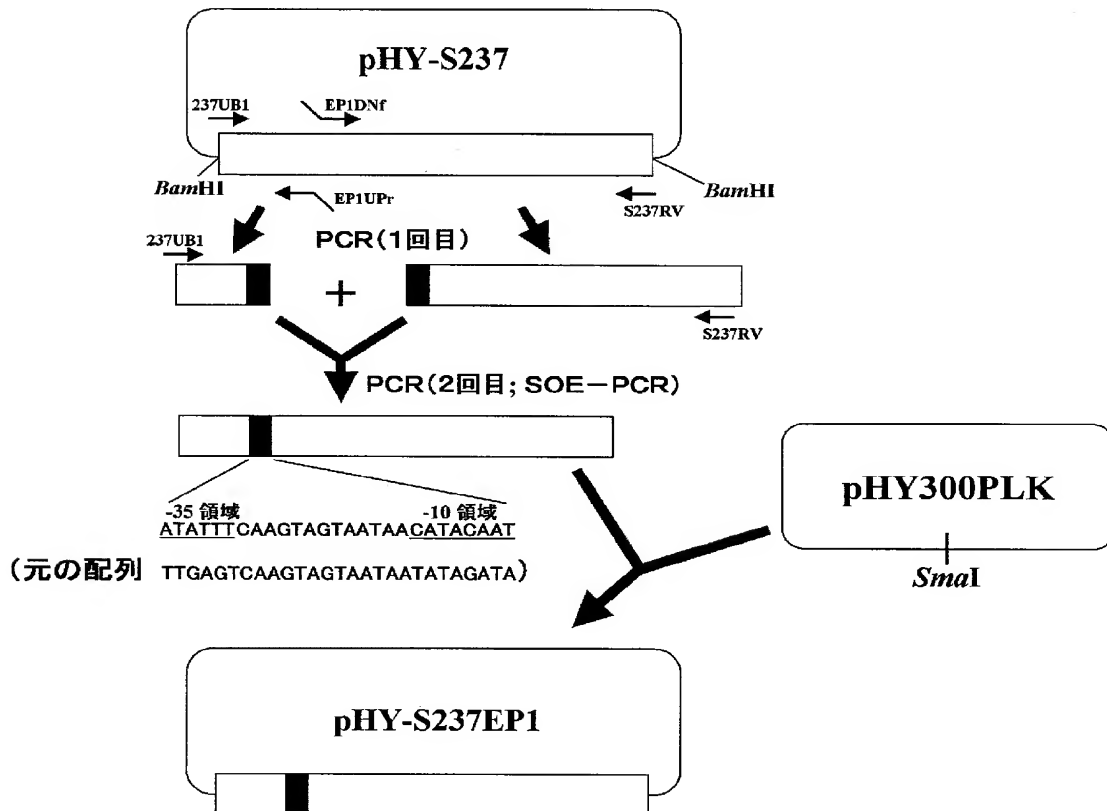 pHY-S237
237UB1
EP1DNf
BamHI
EP1UPr
S237RV
BamHI
237UB1
PCR(1回目)
+
S237RV
PCR(2回目; SOE-PCR)
-35 領域
-10 領域
ATATTTCAAGTAGTAATAACATACAAT
(元の配列 TTGAGTCAAGTAGTAATAATATAGATA)
pHY300PLK
SmaI
pHY-S237EP1